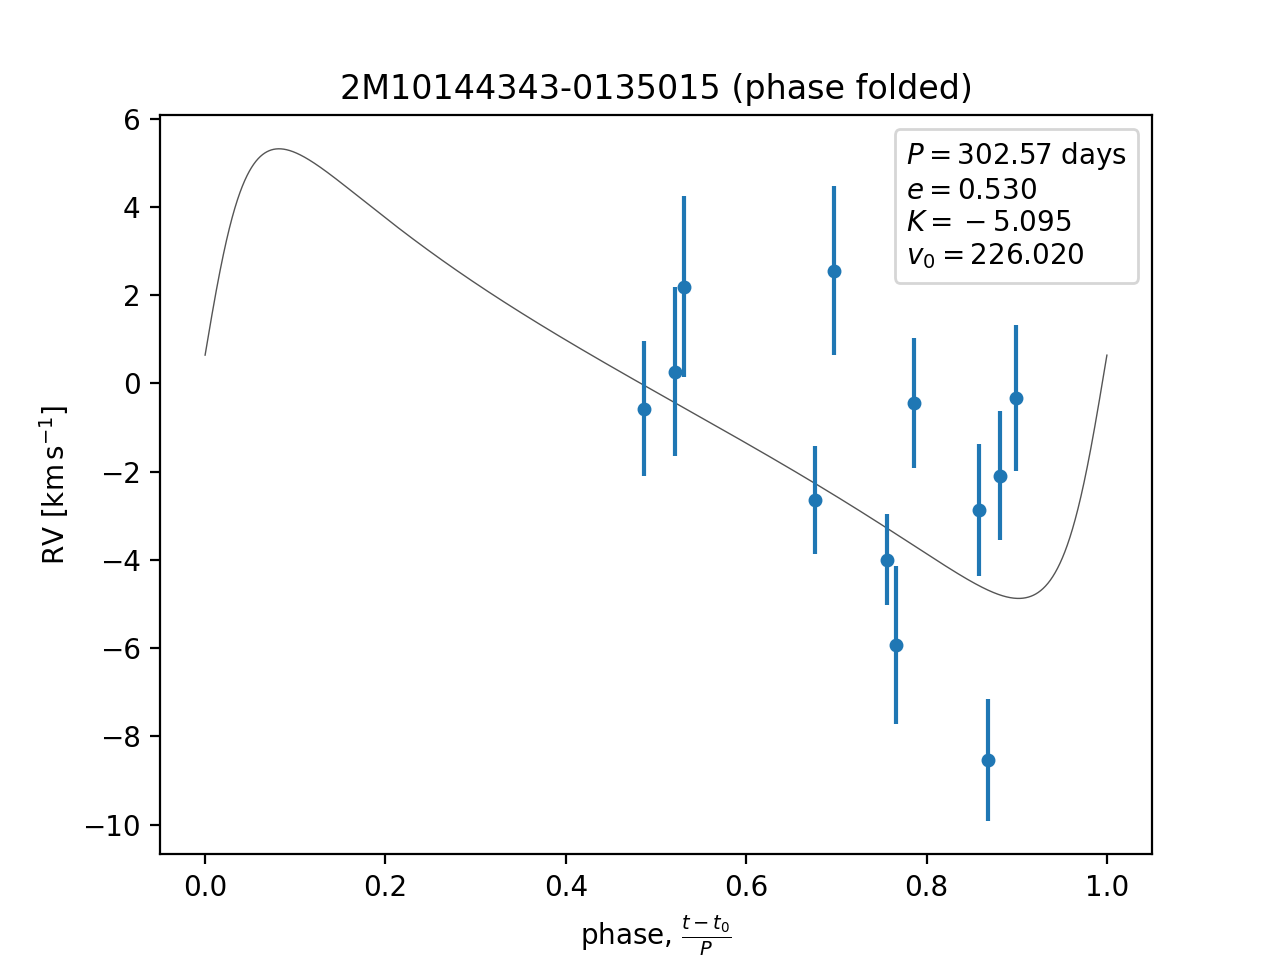 2M10144343-0135015 (phase folded)
P = 302.57 days
e = 0.530
K = −5.095
v₀ = 226.020
6
4
2
0
−2
−4
−6
−8
−10
RV [km s⁻¹]
0.0 0.2 0.4 0.6 0.8 1.0
phase, (t − t₀)/P